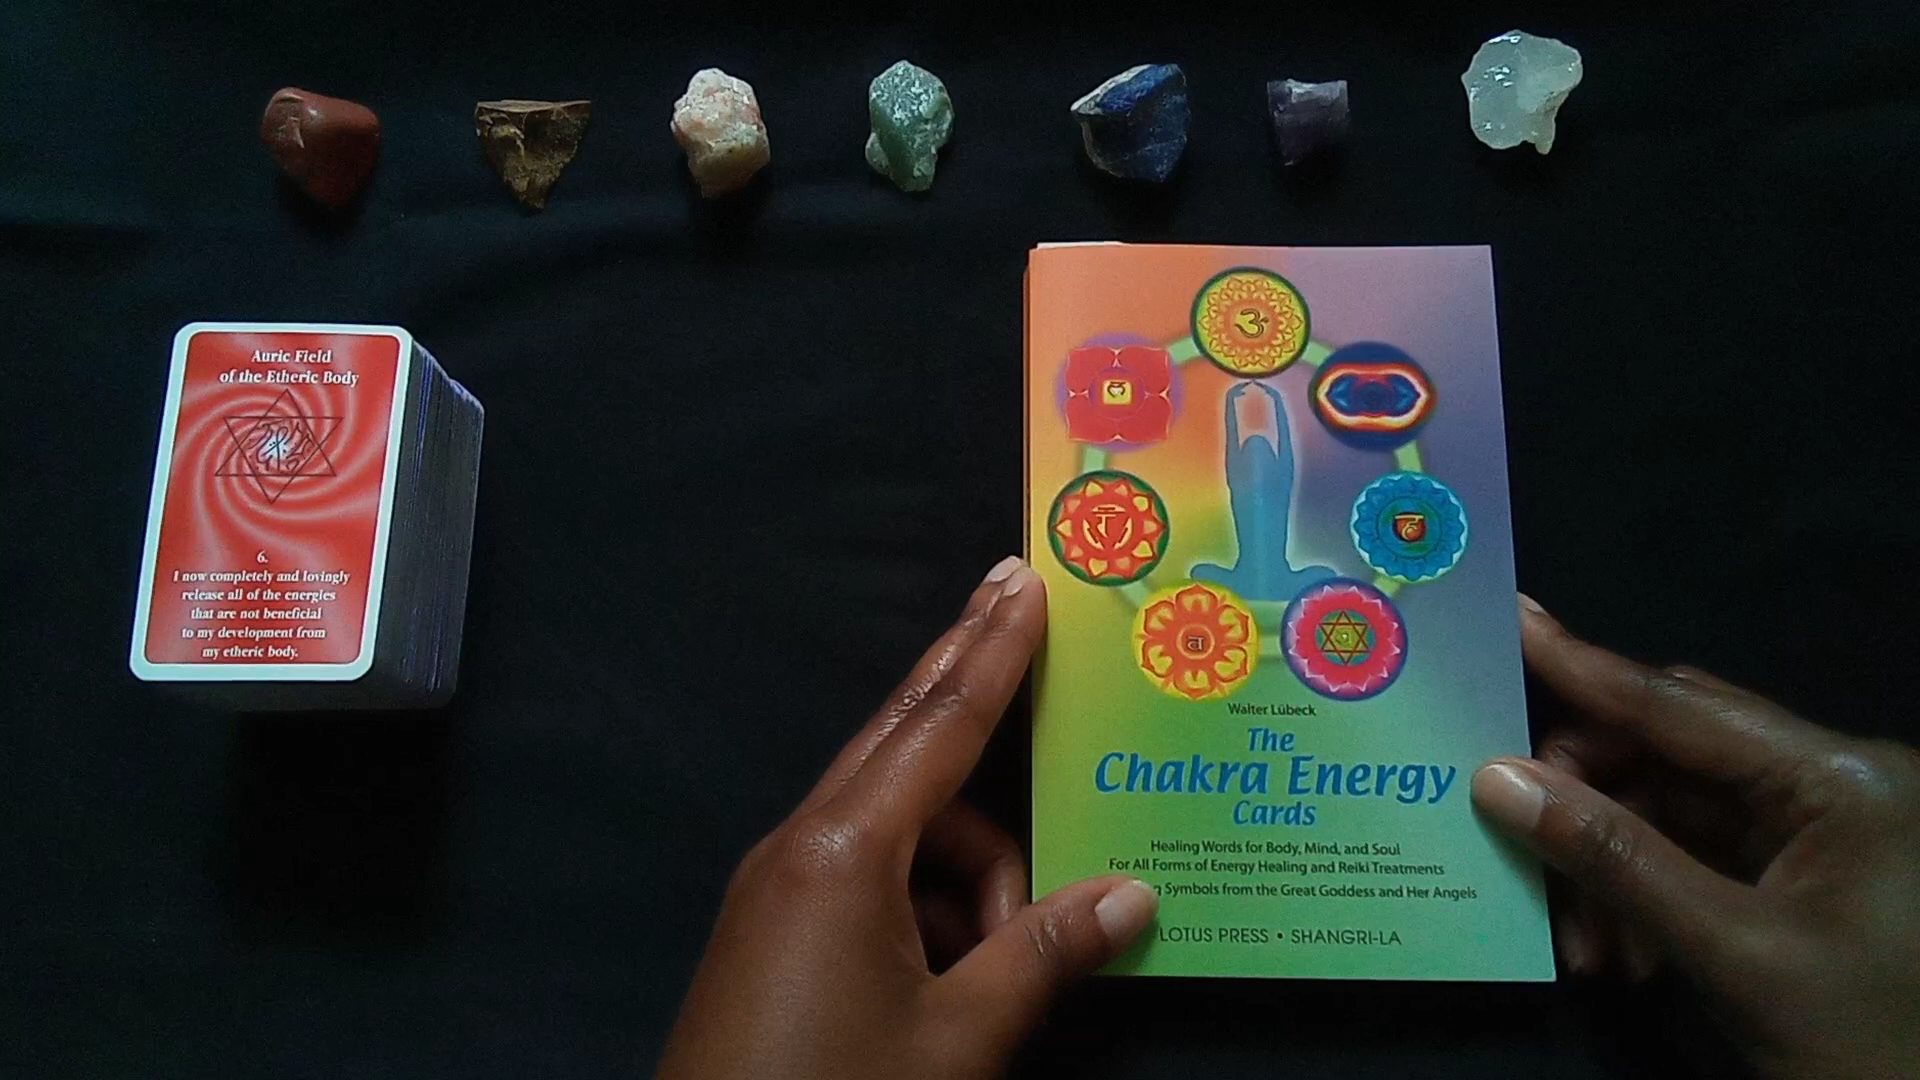 Auric Field
of the Etheric Body
6.
I now completely and lovingly
release all of the energies
that are not beneficial
to my development from
my etheric body.
Walter Lübeck
The
Chakra Energy
Cards
Healing Words for Body, Mind, and Soul
For All Forms of Energy Healing and Reiki Treatments
Symbols from the Great Goddess and Her Angels
LOTUS PRESS • SHANGRI-LA